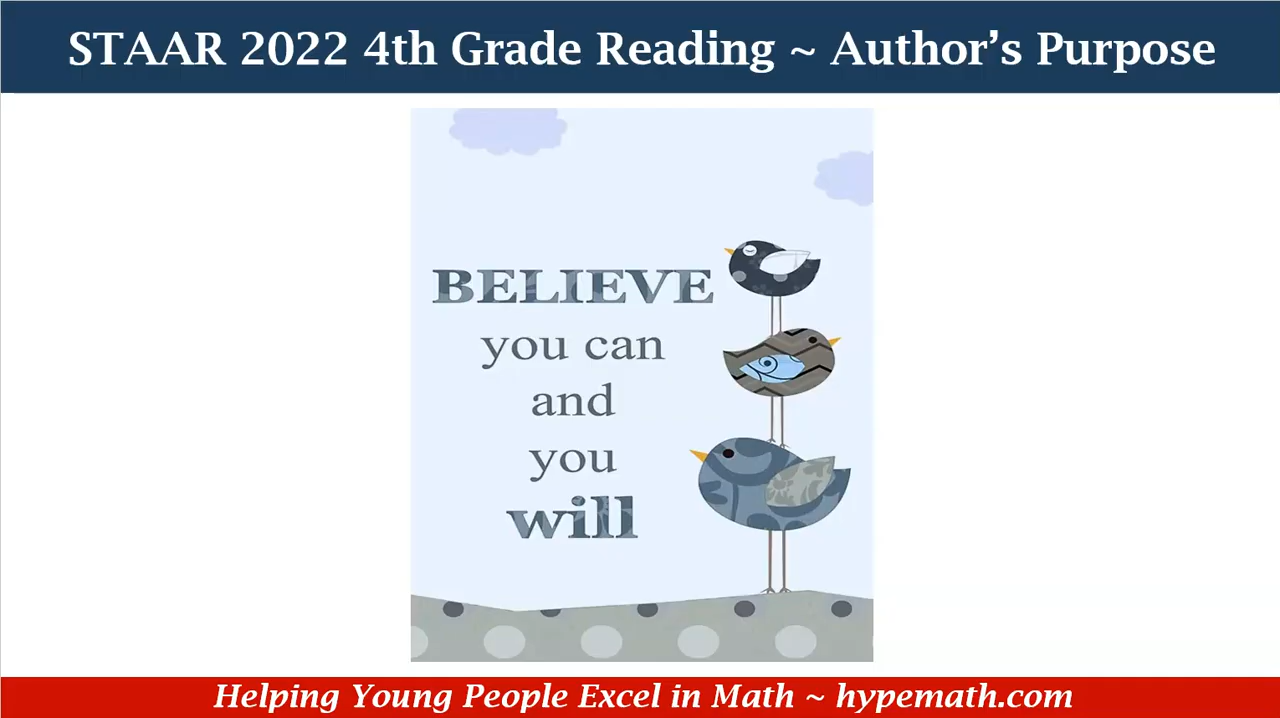 STAAR 2022 4th Grade Reading ~ Author’s Purpose
BELIEVE
you can
and
you
will
Helping Young People Excel in Math ~ hypemath.com